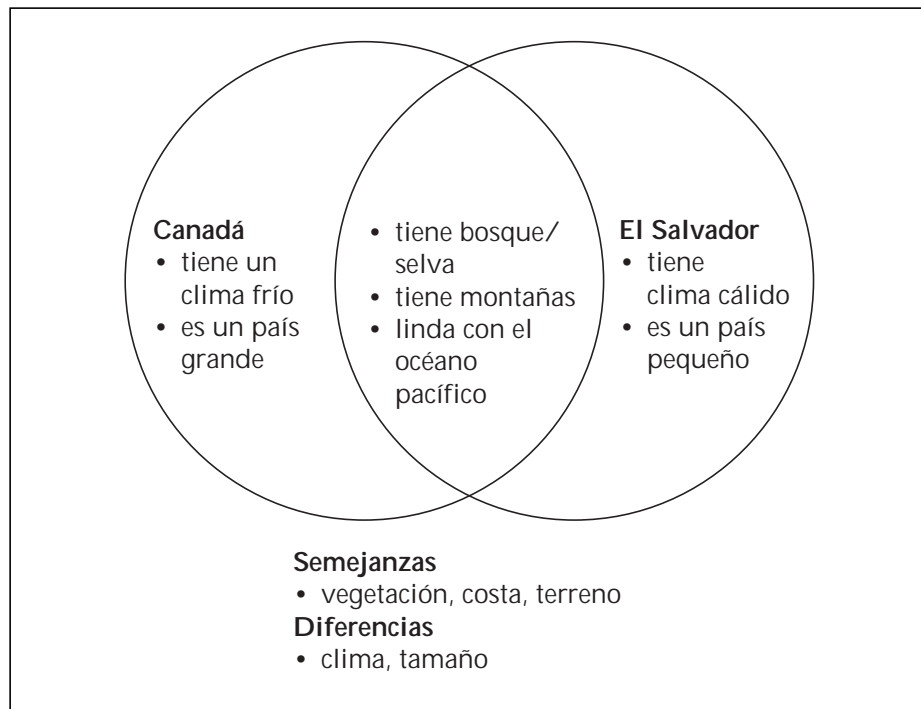 Canadá
• tiene un
clima frío
• es un país
grande
• tiene bosque/
selva
• tiene montañas
• linda con el
océano
pacífico
El Salvador
• tiene
clima cálido
• es un país
pequeño
Semejanzas
• vegetación, costa, terreno
Diferencias
• clima, tamaño